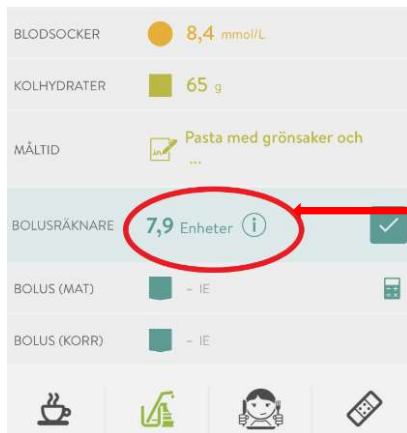 BLODSOCKER 8,4 mmol/L
KOLHYDRATER 65 g
MÅLTID Pasta med grönsaker och
...
BOLUSRÄKNARE 7,9 Enheter i
BOLUS (MAT) - IE
BOLUS (KORR) - IE